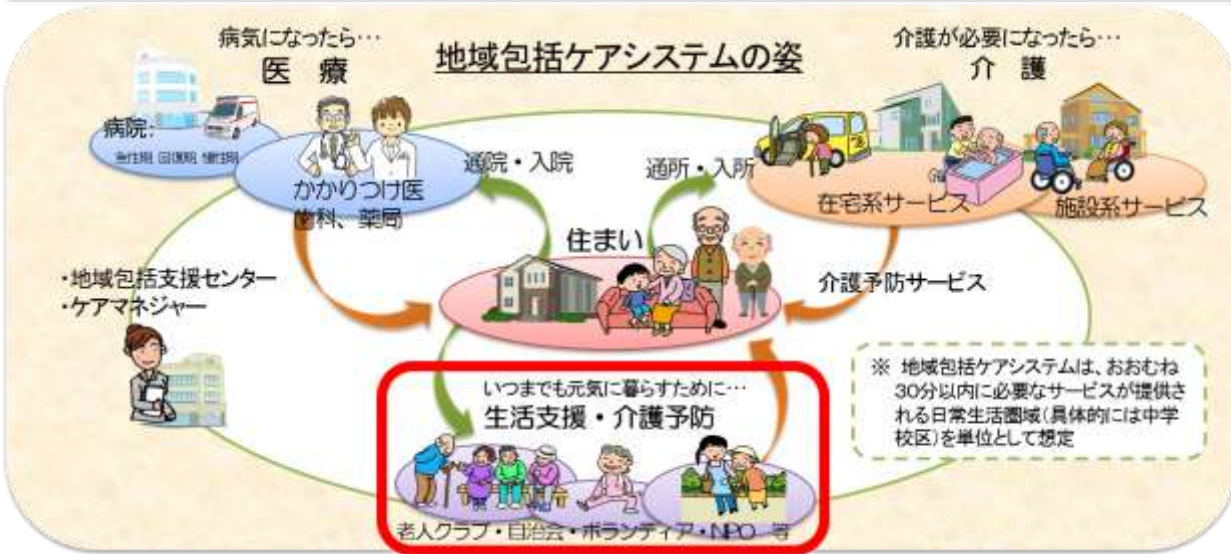 地域包括ケアシステムの姿
病気になったら…
医 療
病院:
急性期、回復期、慢性期
かかりつけ医
歯科、薬局
通院・入院
通所・入所
介護が必要になったら…
介 護
在宅系サービス
施設系サービス
住まい
・地域包括支援センター
・ケアマネジャー
介護予防サービス
いつまでも元気に暮らすために…
生活支援・介護予防
老人クラブ・自治会・ボランティア・NPO 等
※ 地域包括ケアシステムは、おおむね
30分以内に必要なサービスが提供さ
れる日常生活圏域(具体的には中学
校区)を単位として想定